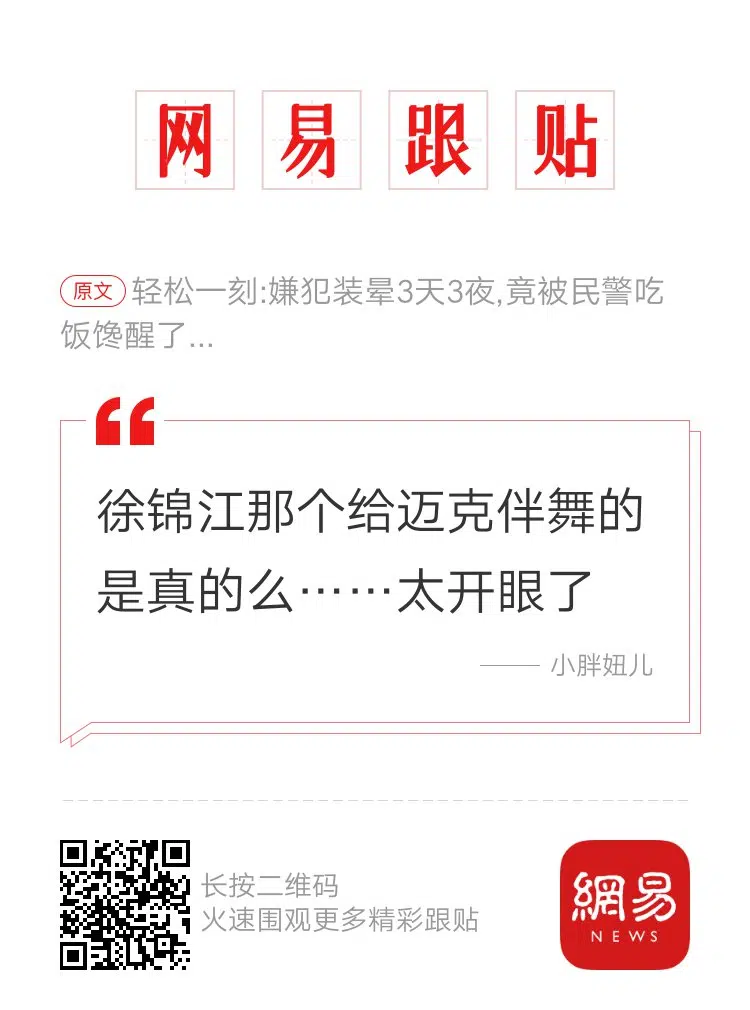 网易跟贴
原文 轻松一刻:嫌犯装晕3天3夜,竟被民警吃
饭馋醒了...
徐锦江那个给迈克伴舞的
是真的么……太开眼了
—— 小胖妞儿
长按二维码
火速围观更多精彩跟贴
網易
NEWS